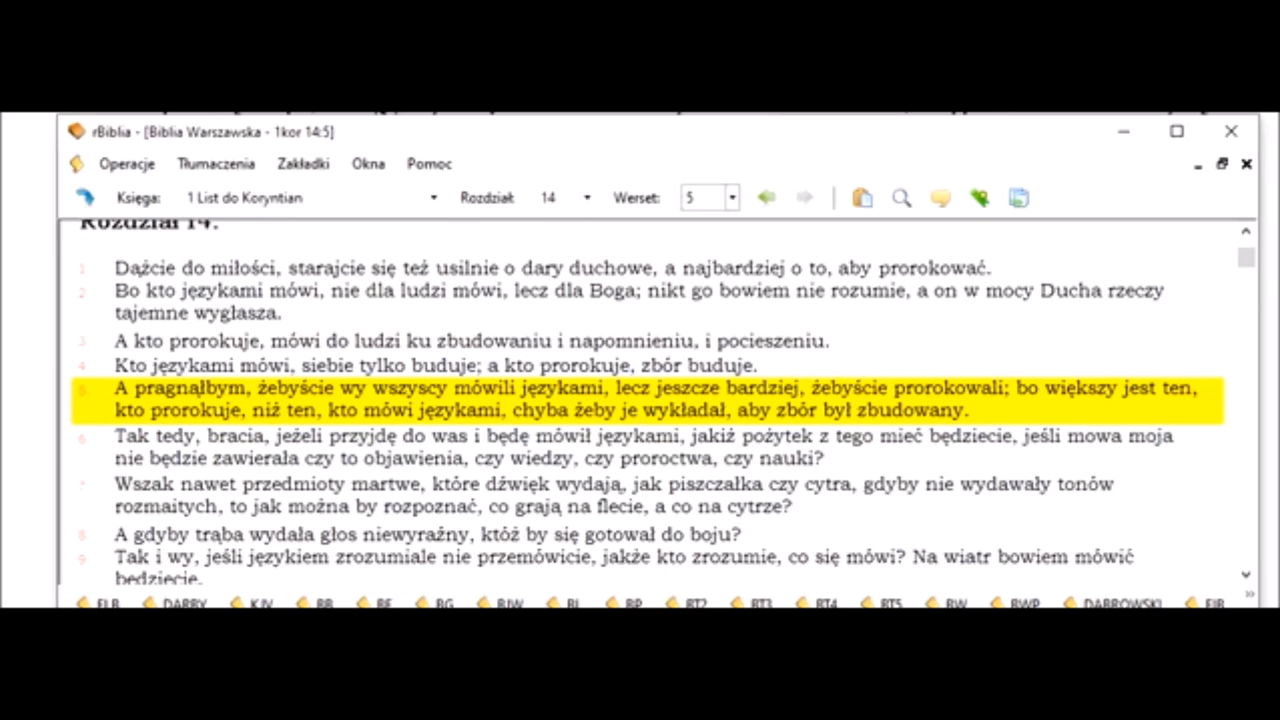 rBiblia - [Biblia Warszawska - 1kor 14:5]
Operacje Tłumaczenia Zakładki Okna Pomoc
Księga: 1 List do Koryntian Rozdział: 14 Werset: 5
Rozdział 14.
1 Dążcie do miłości, starajcie się też usilnie o dary duchowe, a najbardziej o to, aby prorokować.
2 Bo kto językami mówi, nie dla ludzi mówi, lecz dla Boga; nikt go bowiem nie rozumie, a on w mocy Ducha rzeczy
tajemne wygłasza.
3 A kto prorokuje, mówi do ludzi ku zbudowaniu i napomnieniu, i pocieszeniu.
4 Kto językami mówi, siebie tylko buduje; a kto prorokuje, zbór buduje.
5 A pragnąłbym, żebyście wy wszyscy mówili językami, lecz jeszcze bardziej, żebyście prorokowali; bo większy jest ten,
kto prorokuje, niż ten, kto mówi językami, chyba żeby je wykładał, aby zbór był zbudowany.
6 Tak tedy, bracia, jeżeli przyjdę do was i będę mówił językami, jakiż pożytek z tego mieć będziecie, jeśli mowa moja
nie będzie zawierała czy to objawienia, czy wiedzy, czy proroctwa, czy nauki?
7 Wszak nawet przedmioty martwe, które dźwięk wydają, jak piszczałka czy cytra, gdyby nie wydawały tonów
rozmaitych, to jak można by rozpoznać, co grają na flecie, a co na cytrze?
8 A gdyby trąba wydała głos niewyraźny, któż by się gotował do boju?
9 Tak i wy, jeśli językiem zrozumiale nie przemówicie, jakże kto zrozumie, co się mówi? Na wiatr bowiem mówić
będziecie.
DARBY KJV BB BG BJW BP BT2 BT3 BT4 BT5 BW BWP DĄBROWSKI EIB